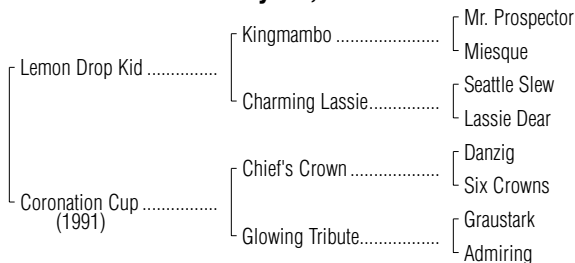 Mr. Prospector
Kingmambo ......................
Miesque
Lemon Drop Kid ...............
Seattle Slew
Charming Lassie...............
Lassie Dear
Danzig
Chief's Crown ...................
Six Crowns
Coronation Cup ................
(1991)
Graustark
Glowing Tribute.................
Admiring